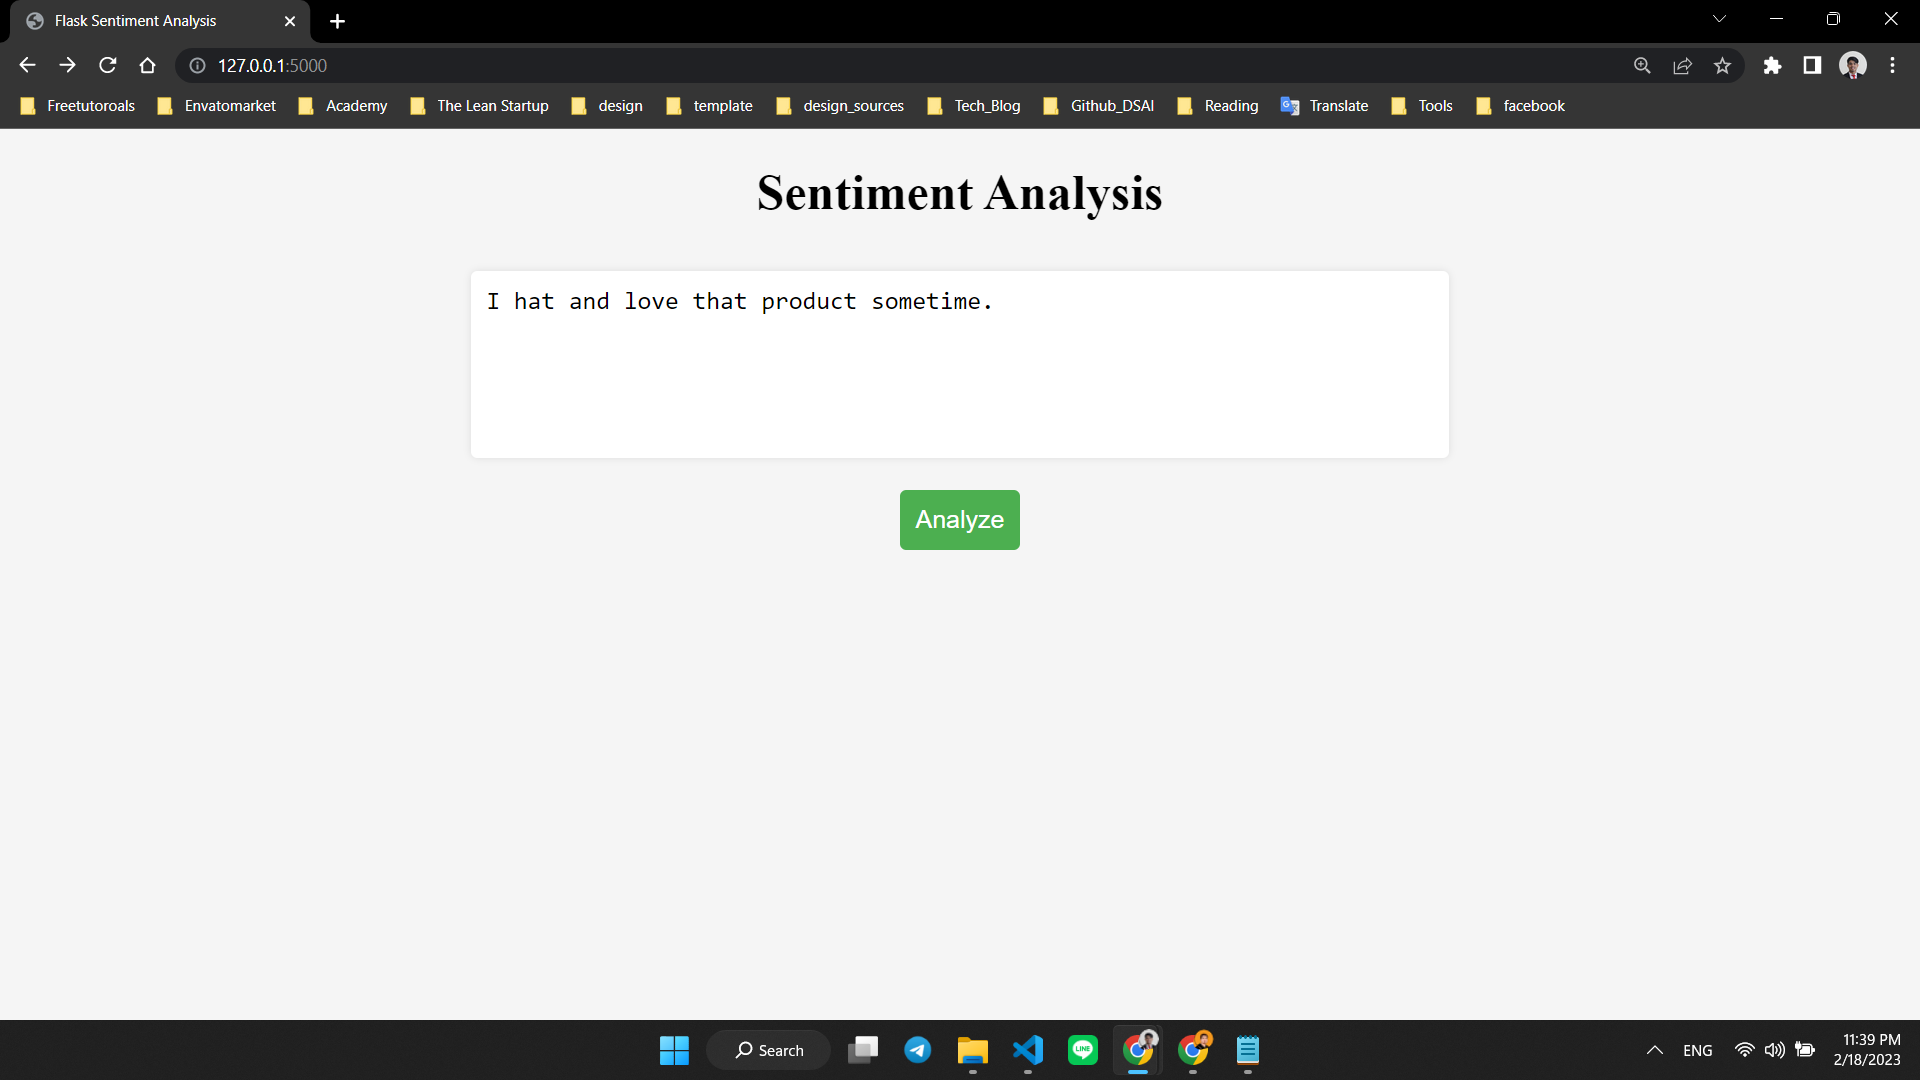 Flask Sentiment Analysis
127.0.0.1:5000
Freetutoroals Envatomarket Academy The Lean Startup design template design_sources Tech_Blog Github_DSAI Reading Translate Tools facebook
Sentiment Analysis
I hat and love that product sometime.
Analyze
Search
LINE
ENG
11:39 PM
2/18/2023